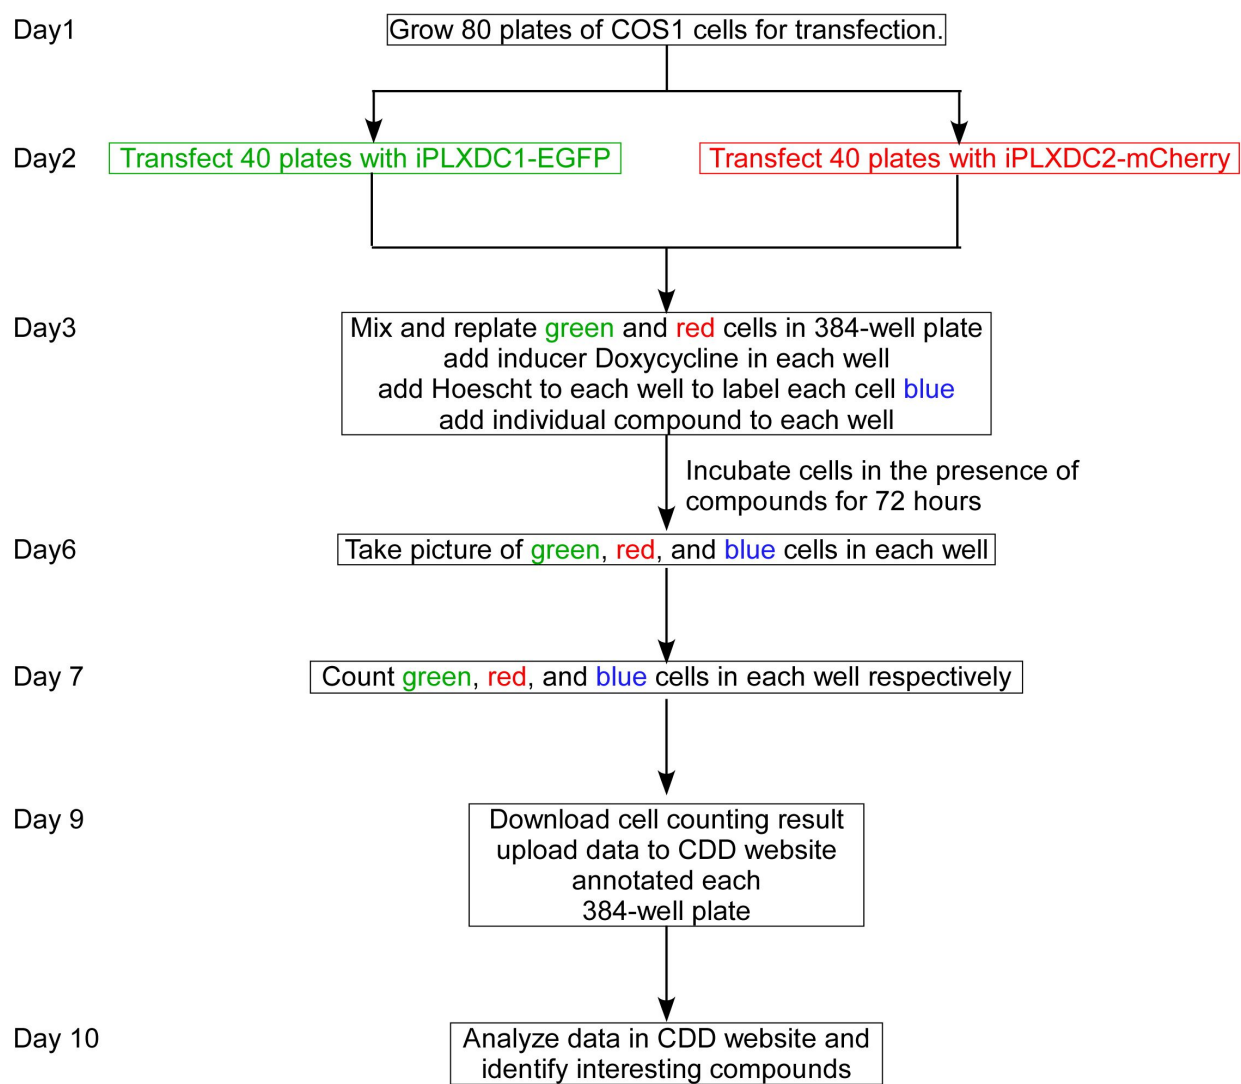 Day1
Grow 80 plates of COS1 cells for transfection.
Day2
Transfect 40 plates with iPLXDC1-EGFP
Transfect 40 plates with iPLXDC2-mCherry
Day3
Mix and replate green and red cells in 384-well plate
add inducer Doxycycline in each well
add Hoescht to each well to label each cell blue
add individual compound to each well
Incubate cells in the presence of
compounds for 72 hours
Day6
Take picture of green, red, and blue cells in each well
Day 7
Count green, red, and blue cells in each well respectively
Day 9
Download cell counting result
upload data to CDD website
annotated each
384-well plate
Day 10
Analyze data in CDD website and
identify interesting compounds